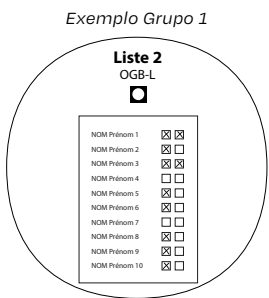 Exemplo Grupo 1
Liste 2
OGB-L
NOM Prénom 1
NOM Prénom 2
NOM Prénom 3
NOM Prénom 4
NOM Prénom 5
NOM Prénom 6
NOM Prénom 7
NOM Prénom 8
NOM Prénom 9
NOM Prénom 10